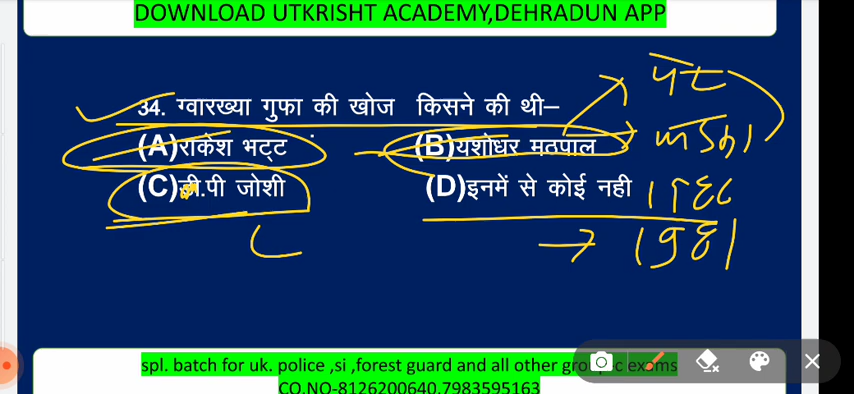 DOWNLOAD UTKRISHT ACADEMY,DEHRADUN APP
34. ग्वारख्या गुफा की खोज किसने की थी–
(A)राकेश भट्ट (B)यशोधर मठपाल
(C)डी.पी जोशी (D)इनमें से कोई नही
spl. batch for uk. police ,si ,forest guard and all other exams
CO.NO-8126200640,7983595163